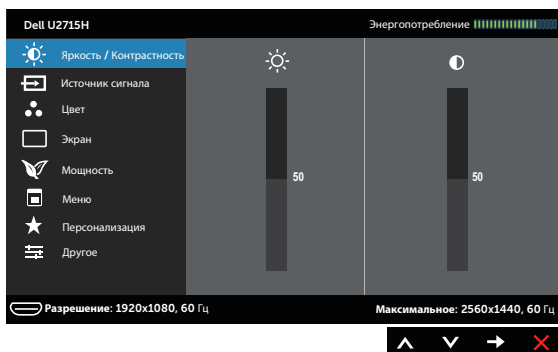 Dell U2715H
Энергопотребление
Яркость / Контрастность
Источник сигнала
Цвет
Экран
Мощность
Меню
Персонализация
Другое
50
50
Разрешение: 1920x1080, 60 Гц
Максимальное: 2560x1440, 60 Гц